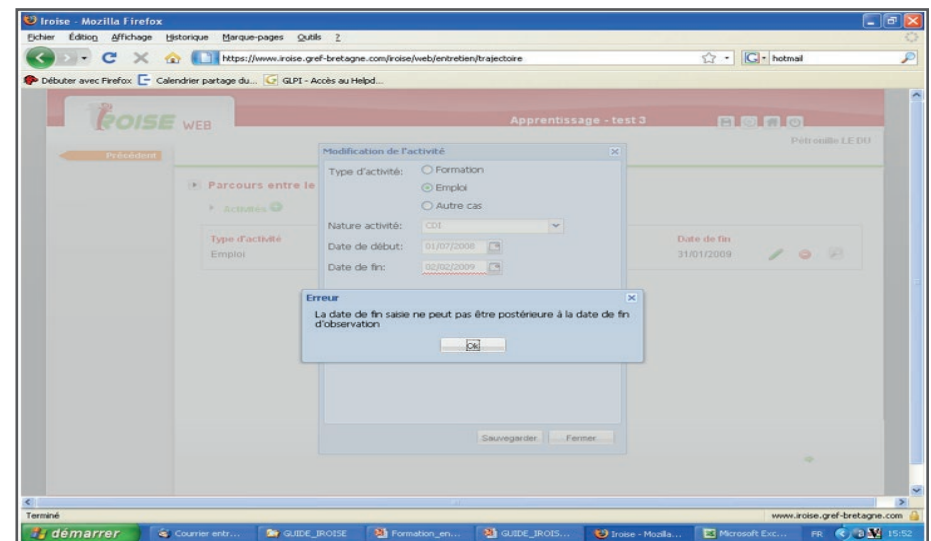 Iroise - Mozilla Firefox
Fichier Édition Affichage Historique Marque-pages Outils ?
https://www.iroise.gref-bretagne.com/iroise/web/entretien/trajectoire
hotmail
Débuter avec Firefox Calendrier partage du... GLPI - Accès au Helpd...
IROISE WEB
Apprentissage - test 3
Pétronille LE DU
Précédent
Modification de l'activité
Type d'activité: Formation
Emploi
Autre cas
Parcours entre le
Activités
Nature activité: CDI
Type d'activité
Date de fin
Date de début: 01/07/2008
Emploi
31/01/2009
Date de fin: 02/02/2009
Erreur
La date de fin saisie ne peut pas être postérieure à la date de fin
d'observation
Ok
Sauvegarder Fermer
Terminé
www.iroise.gref-bretagne.com
démarrer Courrier entr... GUIDE_IROISE Formation_en... GUIDE_IROIS... Iroise - Mozilla... Microsoft Exc... FR 15:52